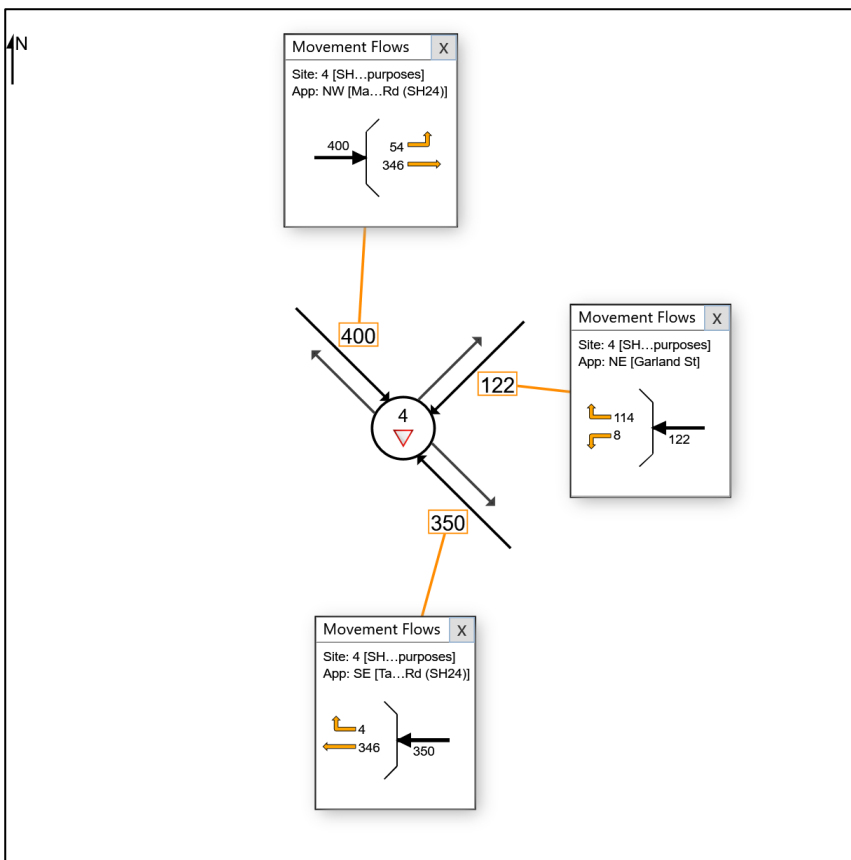 N
Movement Flows X
Site: 4 [SH...purposes]
App: NW [Ma...Rd (SH24)]
400
54
346
400
4
122
Movement Flows X
Site: 4 [SH...purposes]
App: NE [Garland St]
114
8
122
350
Movement Flows X
Site: 4 [SH...purposes]
App: SE [Ta...Rd (SH24)]
4
346
350